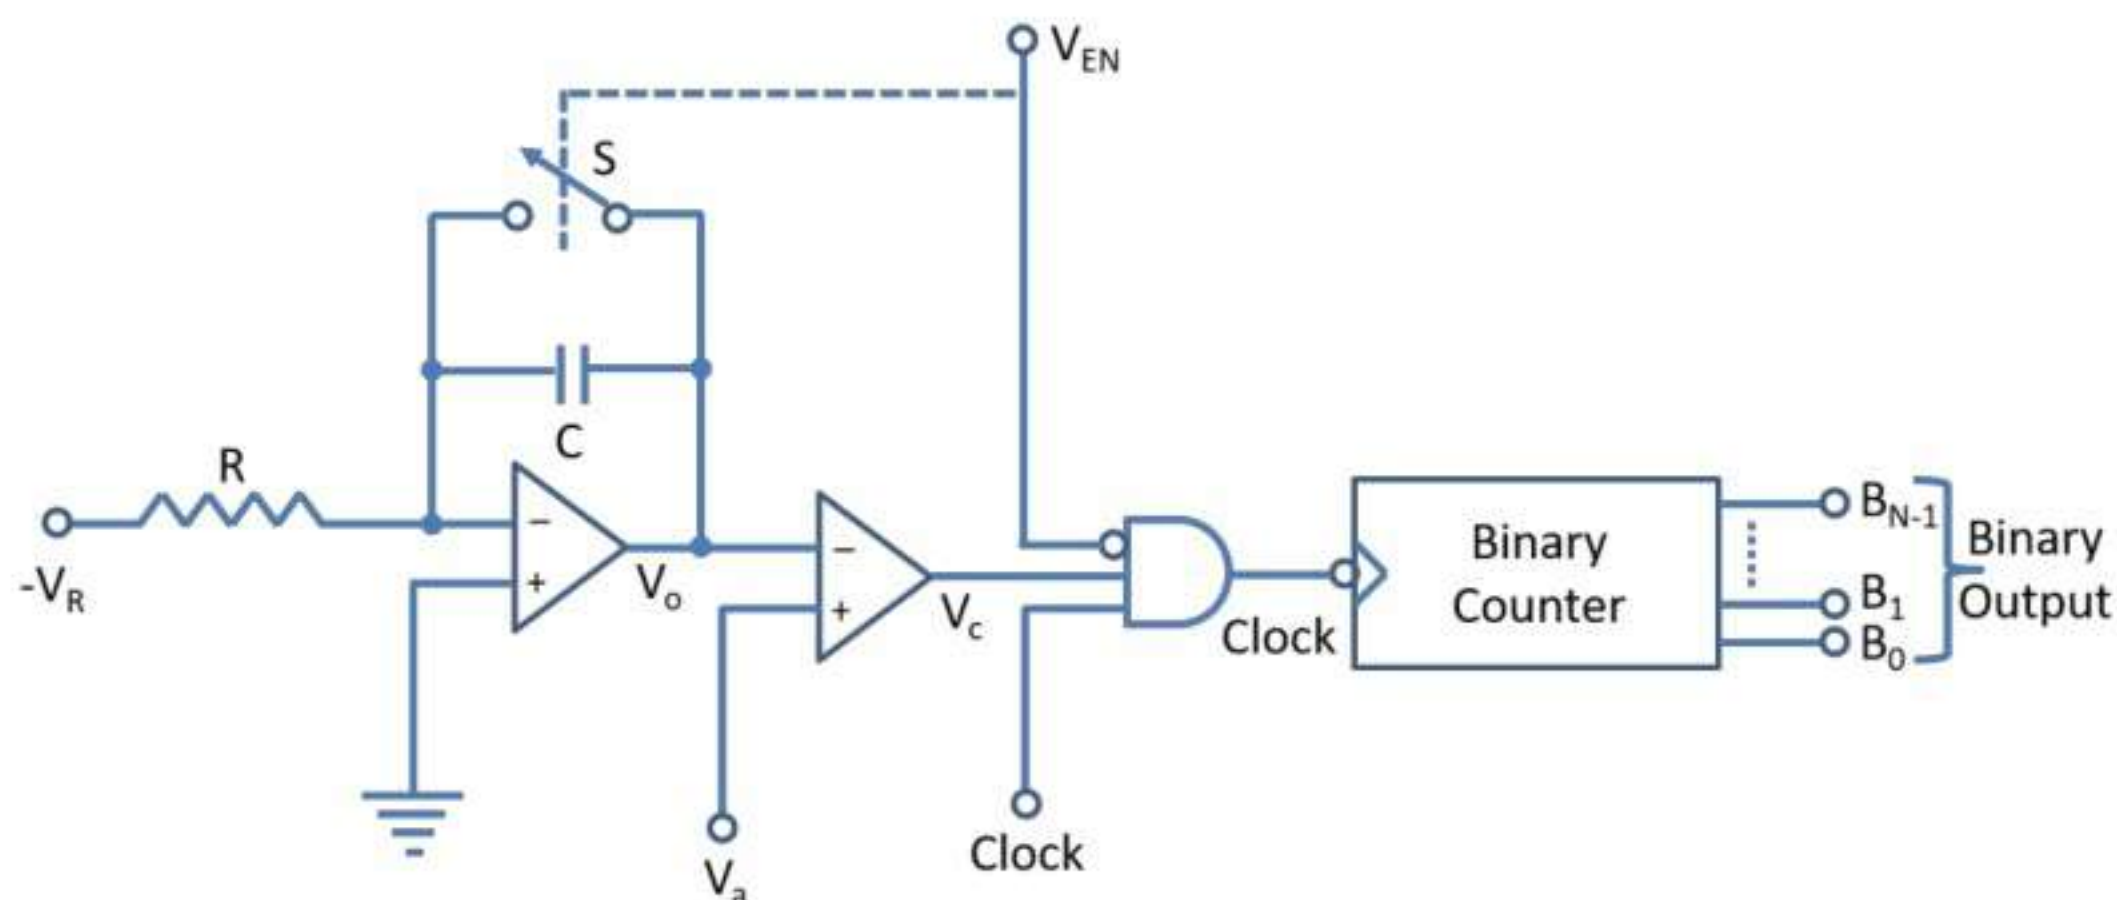 V_EN
S
C
R
-V_R
−
+
V_o
−
+
V_c
V_a
Clock
Clock
Binary
Counter
B_N-1
B_1
B_0
Binary
Output